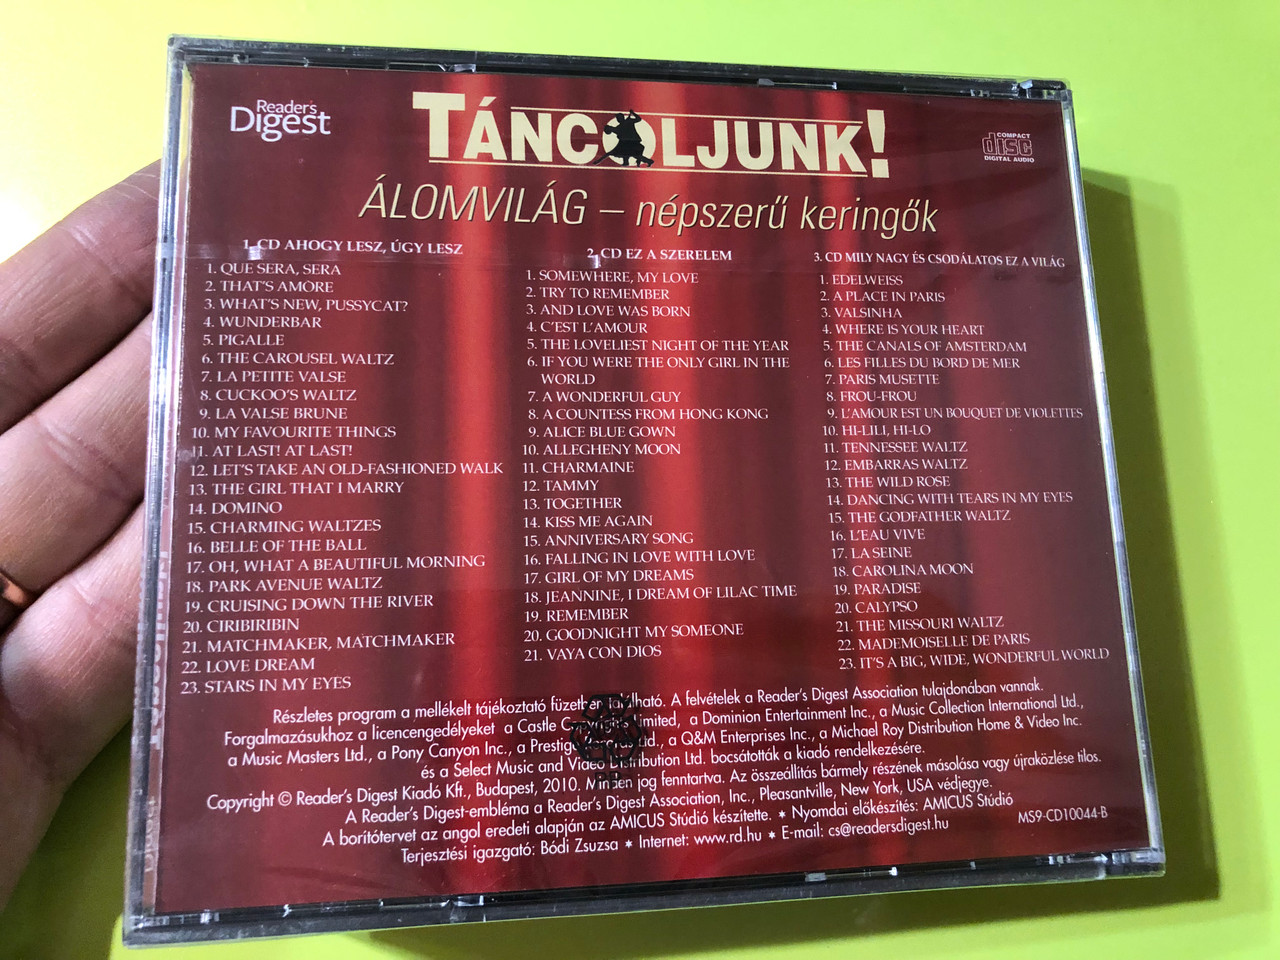 Reader's
Digest
TÁNCOLJUNK!
COMPACT
disc
DIGITAL AUDIO
ÁLOMVILÁG – népszerű keringők
1. CD AHOGY LESZ, ÚGY LESZ
1. QUE SERA, SERA
2. THAT'S AMORE
3. WHAT'S NEW, PUSSYCAT?
4. WUNDERBAR
5. PIGALLE
6. THE CAROUSEL WALTZ
7. LA PETITE VALSE
8. CUCKOO'S WALTZ
9. LA VALSE BRUNE
10. MY FAVOURITE THINGS
11. AT LAST! AT LAST!
12. LET'S TAKE AN OLD-FASHIONED WALK
13. THE GIRL THAT I MARRY
14. DOMINO
15. CHARMING WALTZES
16. BELLE OF THE BALL
17. OH, WHAT A BEAUTIFUL MORNING
18. PARK AVENUE WALTZ
19. CRUISING DOWN THE RIVER
20. CIRIBIRIBIN
21. MATCHMAKER, MATCHMAKER
22. LOVE DREAM
23. STARS IN MY EYES
2. CD EZ A SZERELEM
1. SOMEWHERE, MY LOVE
2. TRY TO REMEMBER
3. AND LOVE WAS BORN
4. C'EST L'AMOUR
5. THE LOVELIEST NIGHT OF THE YEAR
6. IF YOU WERE THE ONLY GIRL IN THE
WORLD
7. A WONDERFUL GUY
8. A COUNTESS FROM HONG KONG
9. ALICE BLUE GOWN
10. ALLEGHENY MOON
11. CHARMAINE
12. TAMMY
13. TOGETHER
14. KISS ME AGAIN
15. ANNIVERSARY SONG
16. FALLING IN LOVE WITH LOVE
17. GIRL OF MY DREAMS
18. JEANNINE, I DREAM OF LILAC TIME
19. REMEMBER
20. GOODNIGHT MY SOMEONE
21. VAYA CON DIOS
3. CD MILY NAGY ÉS CSODÁLATOS EZ A VILÁG
1. EDELWEISS
2. A PLACE IN PARIS
3. VALSINHA
4. WHERE IS YOUR HEART
5. THE CANALS OF AMSTERDAM
6. LES FILLES DU BORD DE MER
7. PARIS MUSETTE
8. FROU-FROU
9. L'AMOUR EST UN BOUQUET DE VIOLETTES
10. HI-LILI, HI-LO
11. TENNESSEE WALTZ
12. EMBARRAS WALTZ
13. THE WILD ROSE
14. DANCING WITH TEARS IN MY EYES
15. THE GODFATHER WALTZ
16. L'EAU VIVE
17. LA SEINE
18. CAROLINA MOON
19. PARADISE
20. CALYPSO
21. THE MISSOURI WALTZ
22. MADEMOISELLE DE PARIS
23. IT'S A BIG, WIDE, WONDERFUL WORLD
Részletes program a mellékelt tájékoztató füzetben található. A felvételek a Reader's Digest Association tulajdonában vannak.
Forgalmazásukhoz a licencengedélyeket a Castle Copyrights Limited, a Dominion Entertainment Inc., a Music Collection International Ltd.,
a Music Masters Ltd., a Pony Canyon Inc., a Prestige Records Ltd., a Q&M Enterprises Inc., a Michael Roy Distribution Home & Video Inc.
és a Select Music and Video Distribution Ltd. bocsátották a kiadó rendelkezésére.
Copyright © Reader's Digest Kiadó Kft., Budapest, 2010. Minden jog fenntartva. Az összeállítás bármely részének másolása vagy újraközlése tilos.
A Reader's Digest-embléma a Reader's Digest Association, Inc., Pleasantville, New York, USA védjegye.
A borítótervet az angol eredeti alapján az AMICUS Stúdió készítette. * Nyomdai előkészítés: AMICUS Stúdió
Terjesztési igazgató: Bódi Zsuzsa * Internet: www.rd.hu * E-mail: cs@readersdigest.hu
MS9-CD10044-B